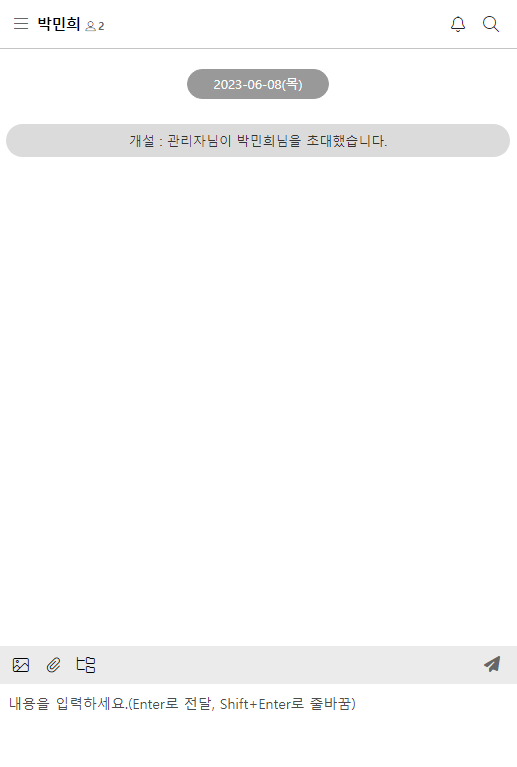 박민희 2
2023-06-08(목)
개설 : 관리자님이 박민희님을 초대했습니다.
내용을 입력하세요.(Enter로 전달, Shift+Enter로 줄바꿈)